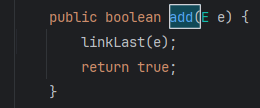 public boolean add(E e) {
    linkLast(e);
    return true;
}